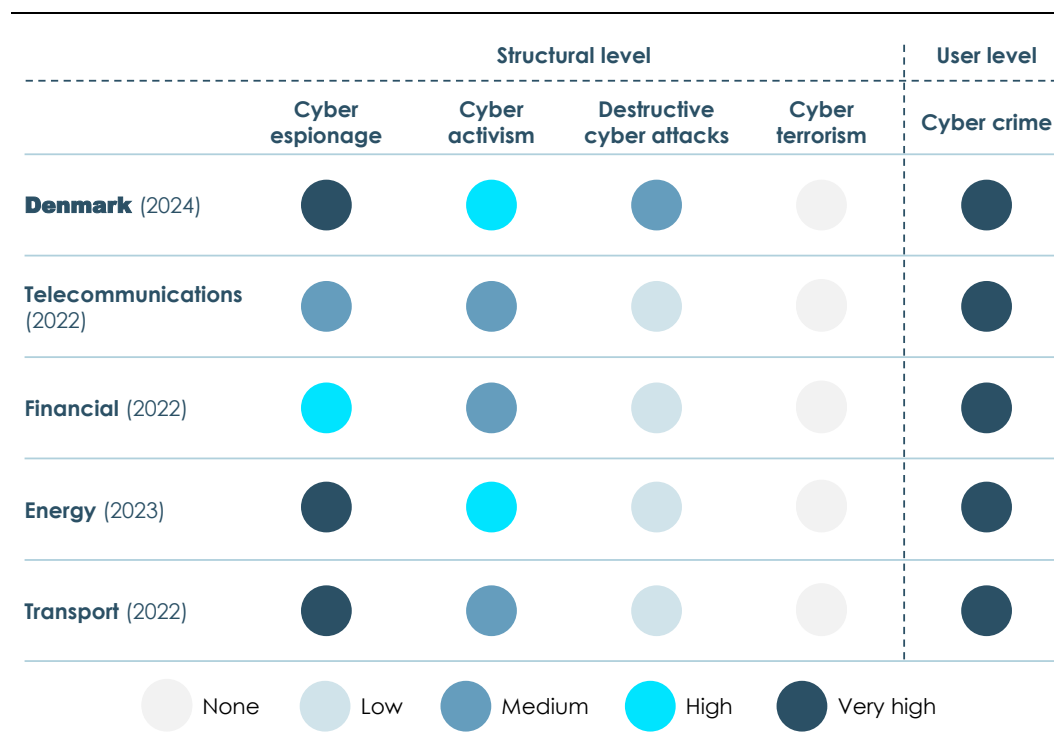 Structural level
User level
Cyber
espionage
Cyber
activism
Destructive
cyber attacks
Cyber
terrorism
Cyber crime
Denmark (2024)
Telecommunications
(2022)
Financial (2022)
Energy (2023)
Transport (2022)
None
Low
Medium
High
Very high